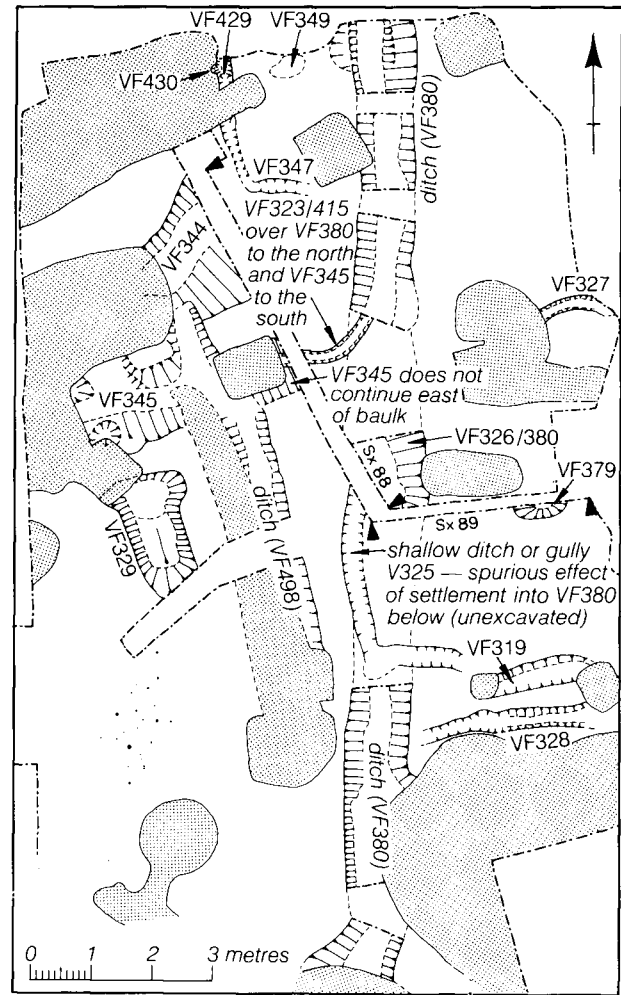 VF429
VF349
VF430
ditch (VF380)
VF347
VF323/415
over VF380
to the north
and VF345
to the
south
VF344
VF327
VF345 does not
continue east
of baulk
VF345
VF326/380
Sx 88
VF379
Sx 89
VF329
ditch (VF498)
shallow ditch or gully
V325 — spurious effect
of settlement into VF380
below (unexcavated)
VF319
VF328
ditch (VF380)
0 1 2 3 metres